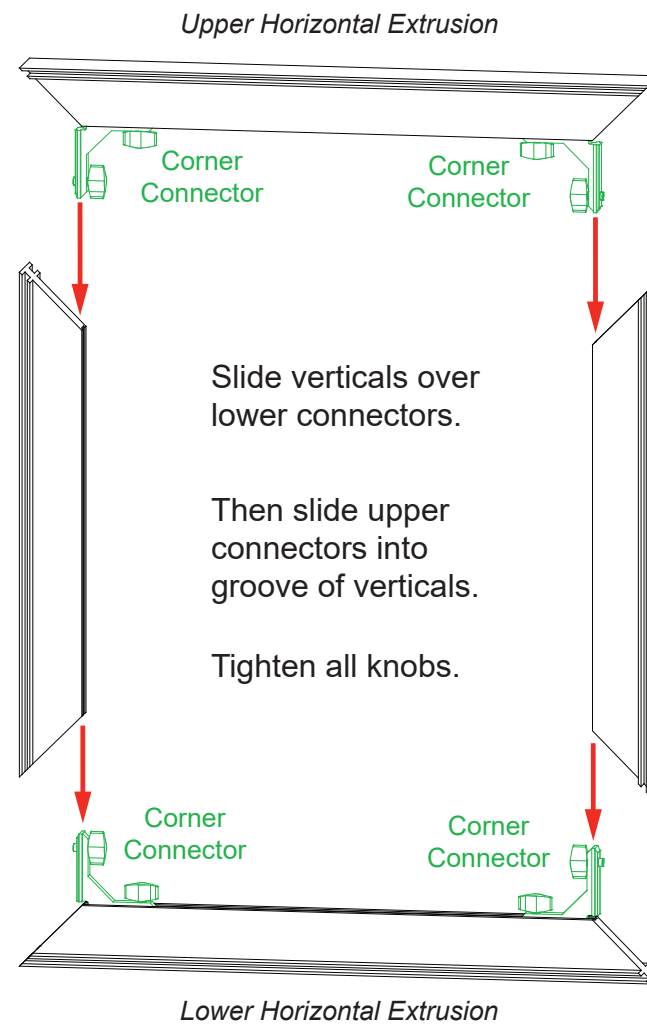 Upper Horizontal Extrusion
Corner
Connector
Corner
Connector
Slide verticals over
lower connectors.
Then slide upper
connectors into
groove of verticals.
Tighten all knobs.
Corner
Connector
Corner
Connector
Lower Horizontal Extrusion